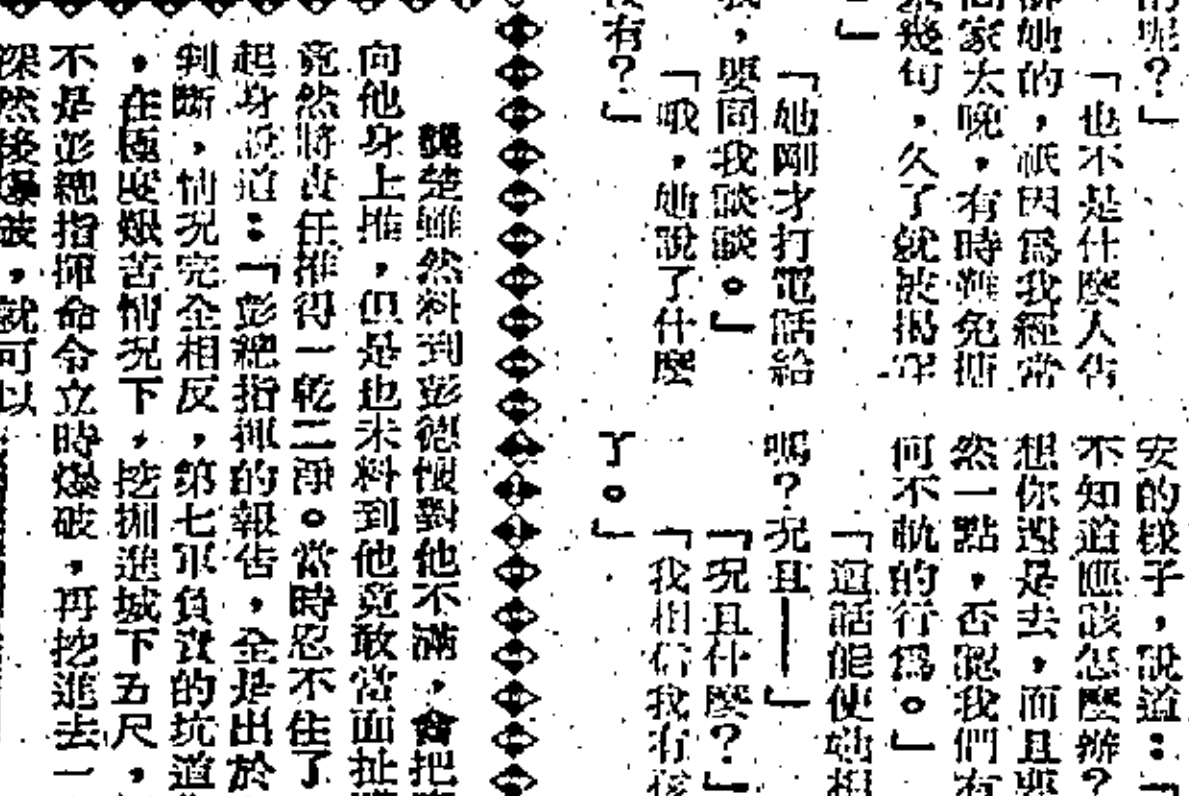 的呢？」
「也不是什麼人告
她的，祇因爲我經常
回家太晚，有時難免搪
幾句，久了就被揭穿
」
「她剛才打電話給
我，要同我談談。」
「哦，她說了什麼
沒有？」
安的樣子，說道：「
不知道應該怎麼辦？
想你還是去，而且要
然一點，否認我們有
何不軌的行爲。」
「這話能使她相
嗎？況且——」
「況且什麼？」
「我相信我有
了。」
龔楚雖然料到彭德懷對他不滿，會把
向他身上推，但是也未料到他竟敢當面扯
竟然將責任推得一乾二淨。當時忍不住了
起身說道：「彭總指揮的報告，全是出於
判斷，情況完全相反，第七軍負責的坑道
，在極度艱苦情況下，挖掘進城下五尺，
不是彭總指揮命令立時爆破，再挖進去一
深然後爆破，就可以